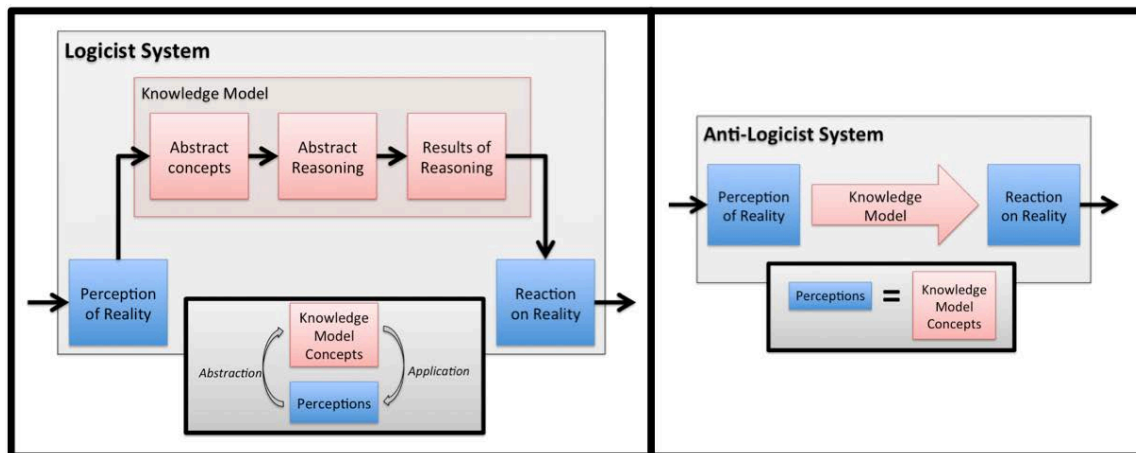 Logicist System
Knowledge Model
Abstract
concepts
Abstract
Reasoning
Results of
Reasoning
Perception
of Reality
Reaction
on Reality
Knowledge
Model
Concepts
Abstraction
Application
Perceptions
Anti-Logicist System
Perception
of Reality
Knowledge
Model
Reaction
on Reality
Perceptions
=
Knowledge
Model
Concepts